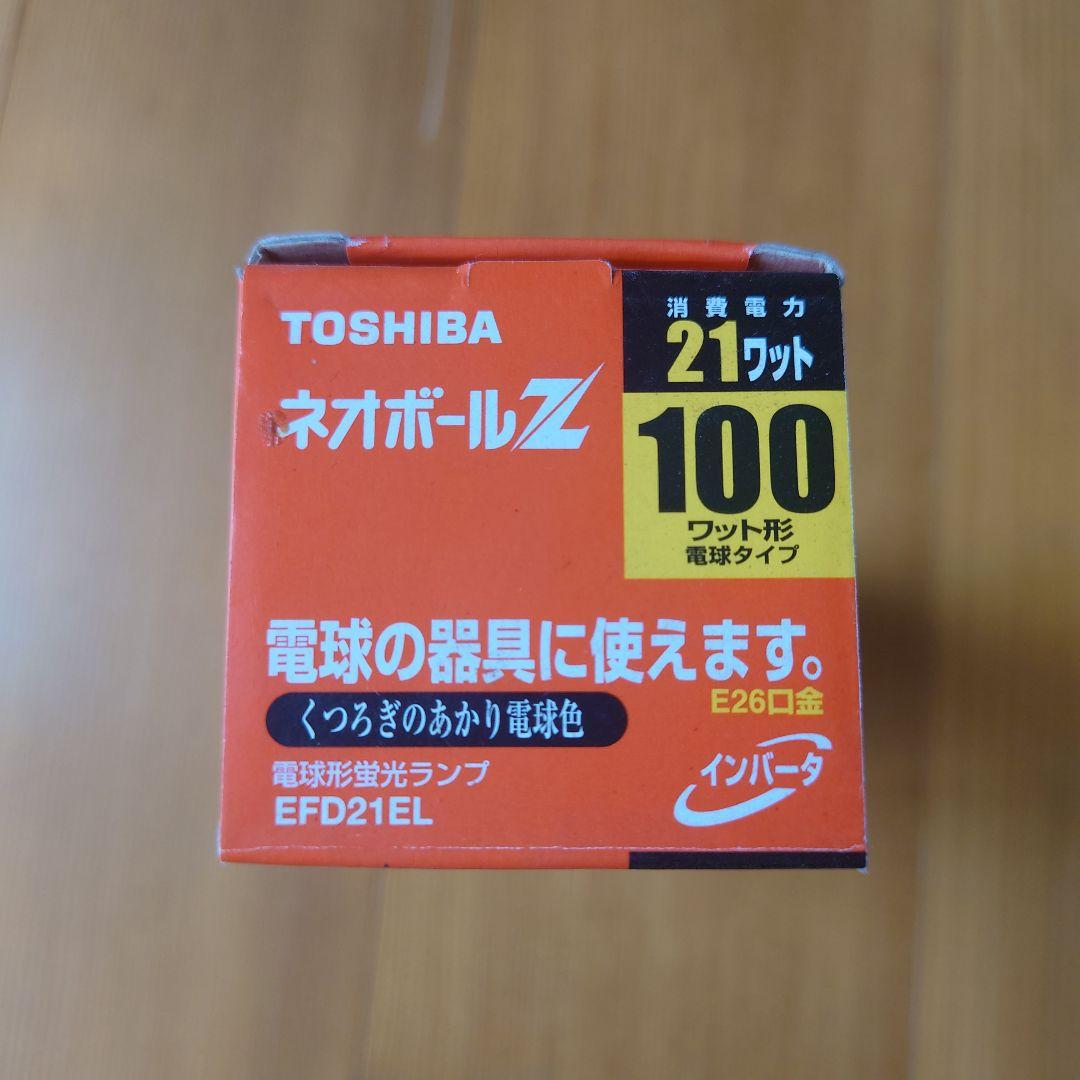 TOSHIBA
ネオボールZ
消費電力
21ワット
100
ワット形
電球タイプ
電球の器具に使えます。
E26口金
くつろぎのあかり電球色
インバータ
電球形蛍光ランプ
EFD21EL